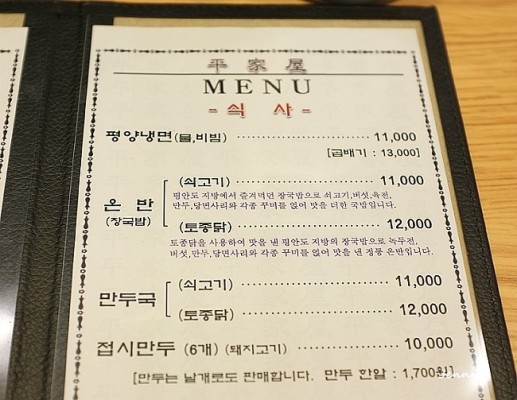 平家屋
MENU
- 식 사 -
평양냉면(물,비빔) 11,000
[곱배기 : 13,000]
온 반
(장국밥)
(쇠고기) 11,000
평안도 지방에서 즐겨먹던 장국밥으로 쇠고기,버섯,육전,
만두,당면사리와 각종 꾸미를 얹어 맛을 더한 국밥입니다.
(토종닭) 12,000
토종닭을 사용하여 맛을 낸 평안도 지방의 장국밥으로 녹두전,
버섯,만두,당면사리와 각종 꾸미를 얹어 맛을 낸 정통 온반입니다.
만두국
(쇠고기) 11,000
(토종닭) 12,000
접시만두 (6개) (돼지고기) 10,000
[만두는 낱개로도 판매합니다. 만두 한알 : 1,700원]